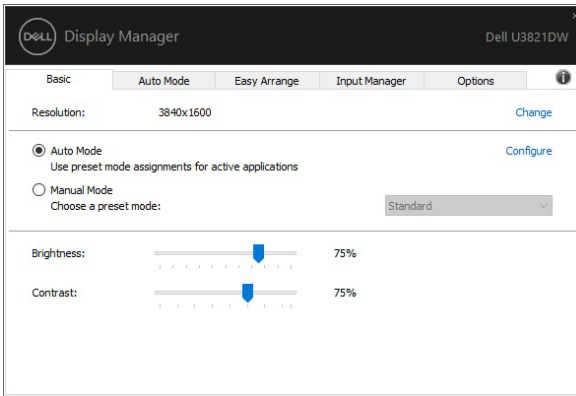 DELL Display Manager Dell U3821DW
Basic Auto Mode Easy Arrange Input Manager Options
Resolution: 3840x1600 Change
Auto Mode Configure
Use preset mode assignments for active applications
Manual Mode
Choose a preset mode: Standard
Brightness: 75%
Contrast: 75%